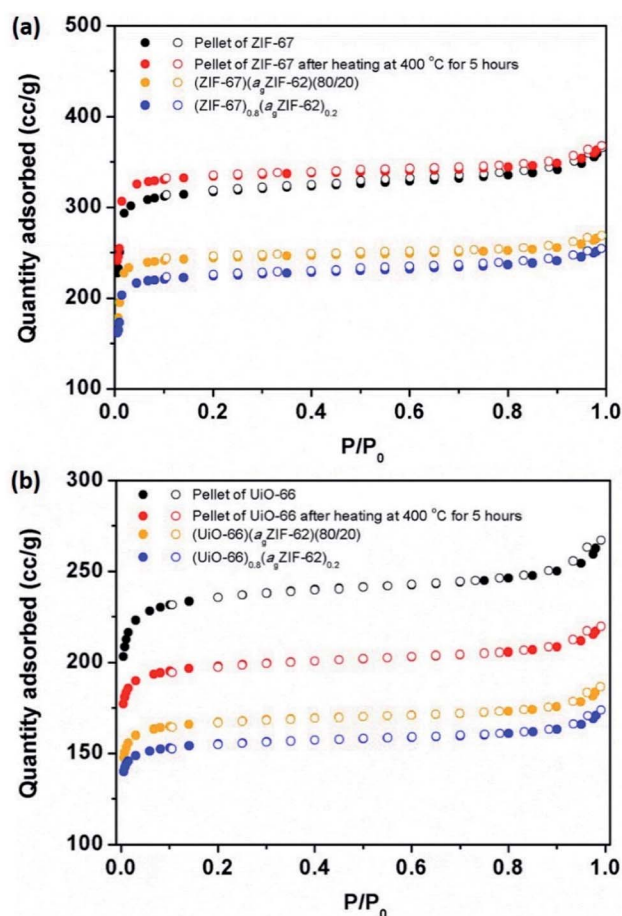 (a)
500
400
300
200
100
Quantity adsorbed (cc/g)
Pellet of ZIF-67
Pellet of ZIF-67 after heating at 400 °C for 5 hours
(ZIF-67)(agZIF-62)(80/20)
(ZIF-67)0.8(agZIF-62)0.2
0.0 0.2 0.4 0.6 0.8 1.0
P/P0
(b)
300
250
200
150
100
Quantity adsorbed (cc/g)
Pellet of UiO-66
Pellet of UiO-66 after heating at 400 °C for 5 hours
(UiO-66)(agZIF-62)(80/20)
(UiO-66)0.8(agZIF-62)0.2
0.0 0.2 0.4 0.6 0.8 1.0
P/P0